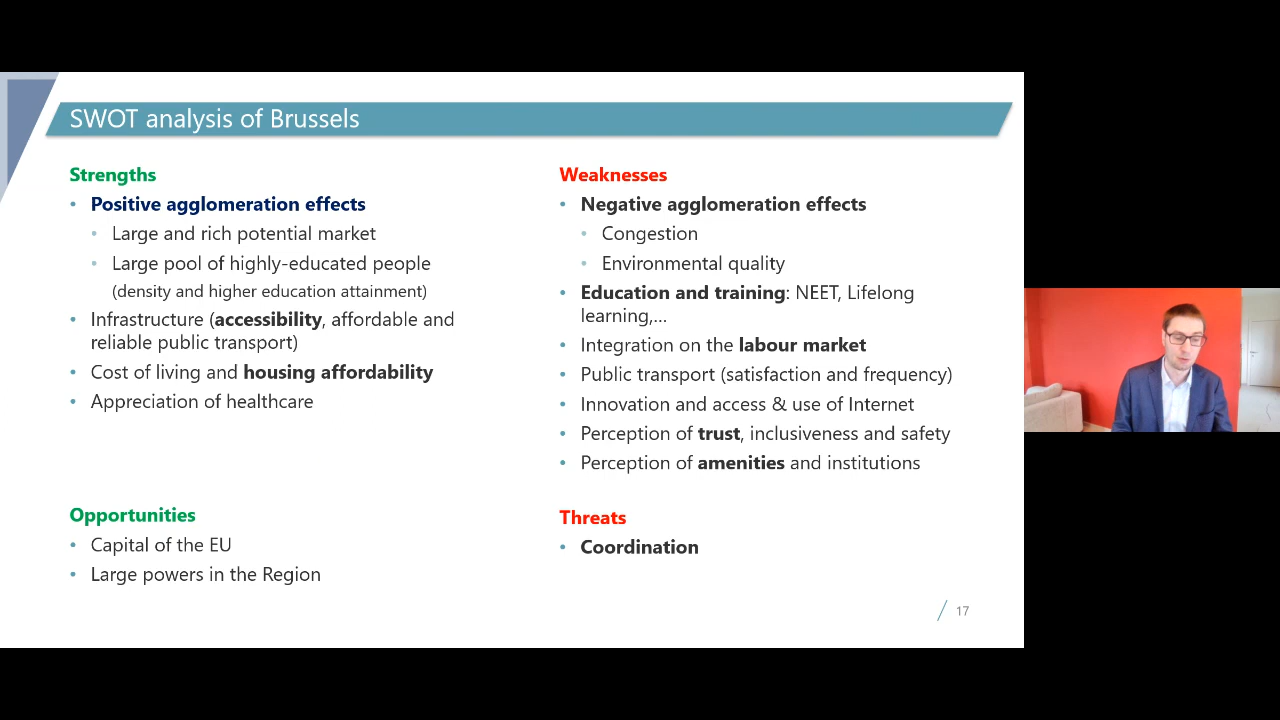 SWOT analysis of Brussels
Strengths
• Positive agglomeration effects
• Large and rich potential market
• Large pool of highly-educated people
(density and higher education attainment)
• Infrastructure (accessibility, affordable and
reliable public transport)
• Cost of living and housing affordability
• Appreciation of healthcare
Opportunities
• Capital of the EU
• Large powers in the Region
Weaknesses
• Negative agglomeration effects
• Congestion
• Environmental quality
• Education and training: NEET, Lifelong
learning,...
• Integration on the labour market
• Public transport (satisfaction and frequency)
• Innovation and access & use of Internet
• Perception of trust, inclusiveness and safety
• Perception of amenities and institutions
Threats
• Coordination
17